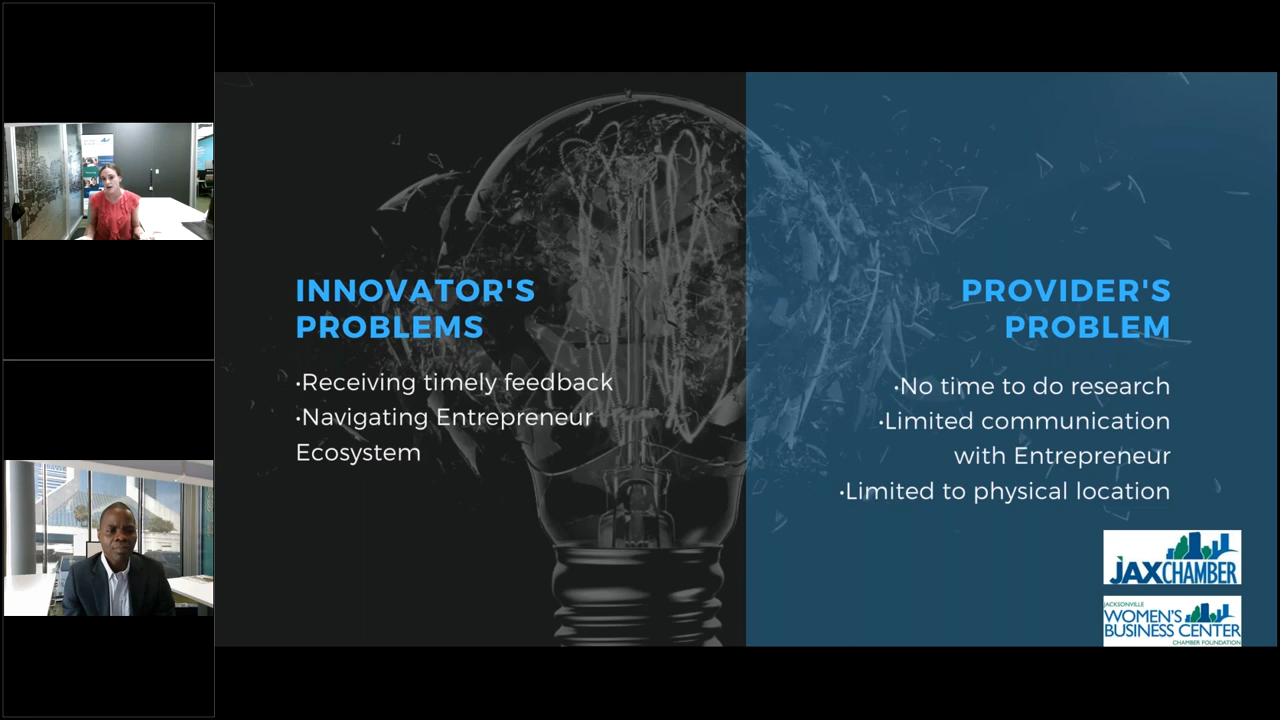 INNOVATOR'S
PROBLEMS
•Receiving timely feedback
•Navigating Entrepreneur
Ecosystem
PROVIDER'S
PROBLEM
•No time to do research
•Limited communication
with Entrepreneur
•Limited to physical location
JAXCHAMBER
JACKSONVILLE
WOMEN'S
BUSINESS CENTER
CHAMBER FOUNDATION